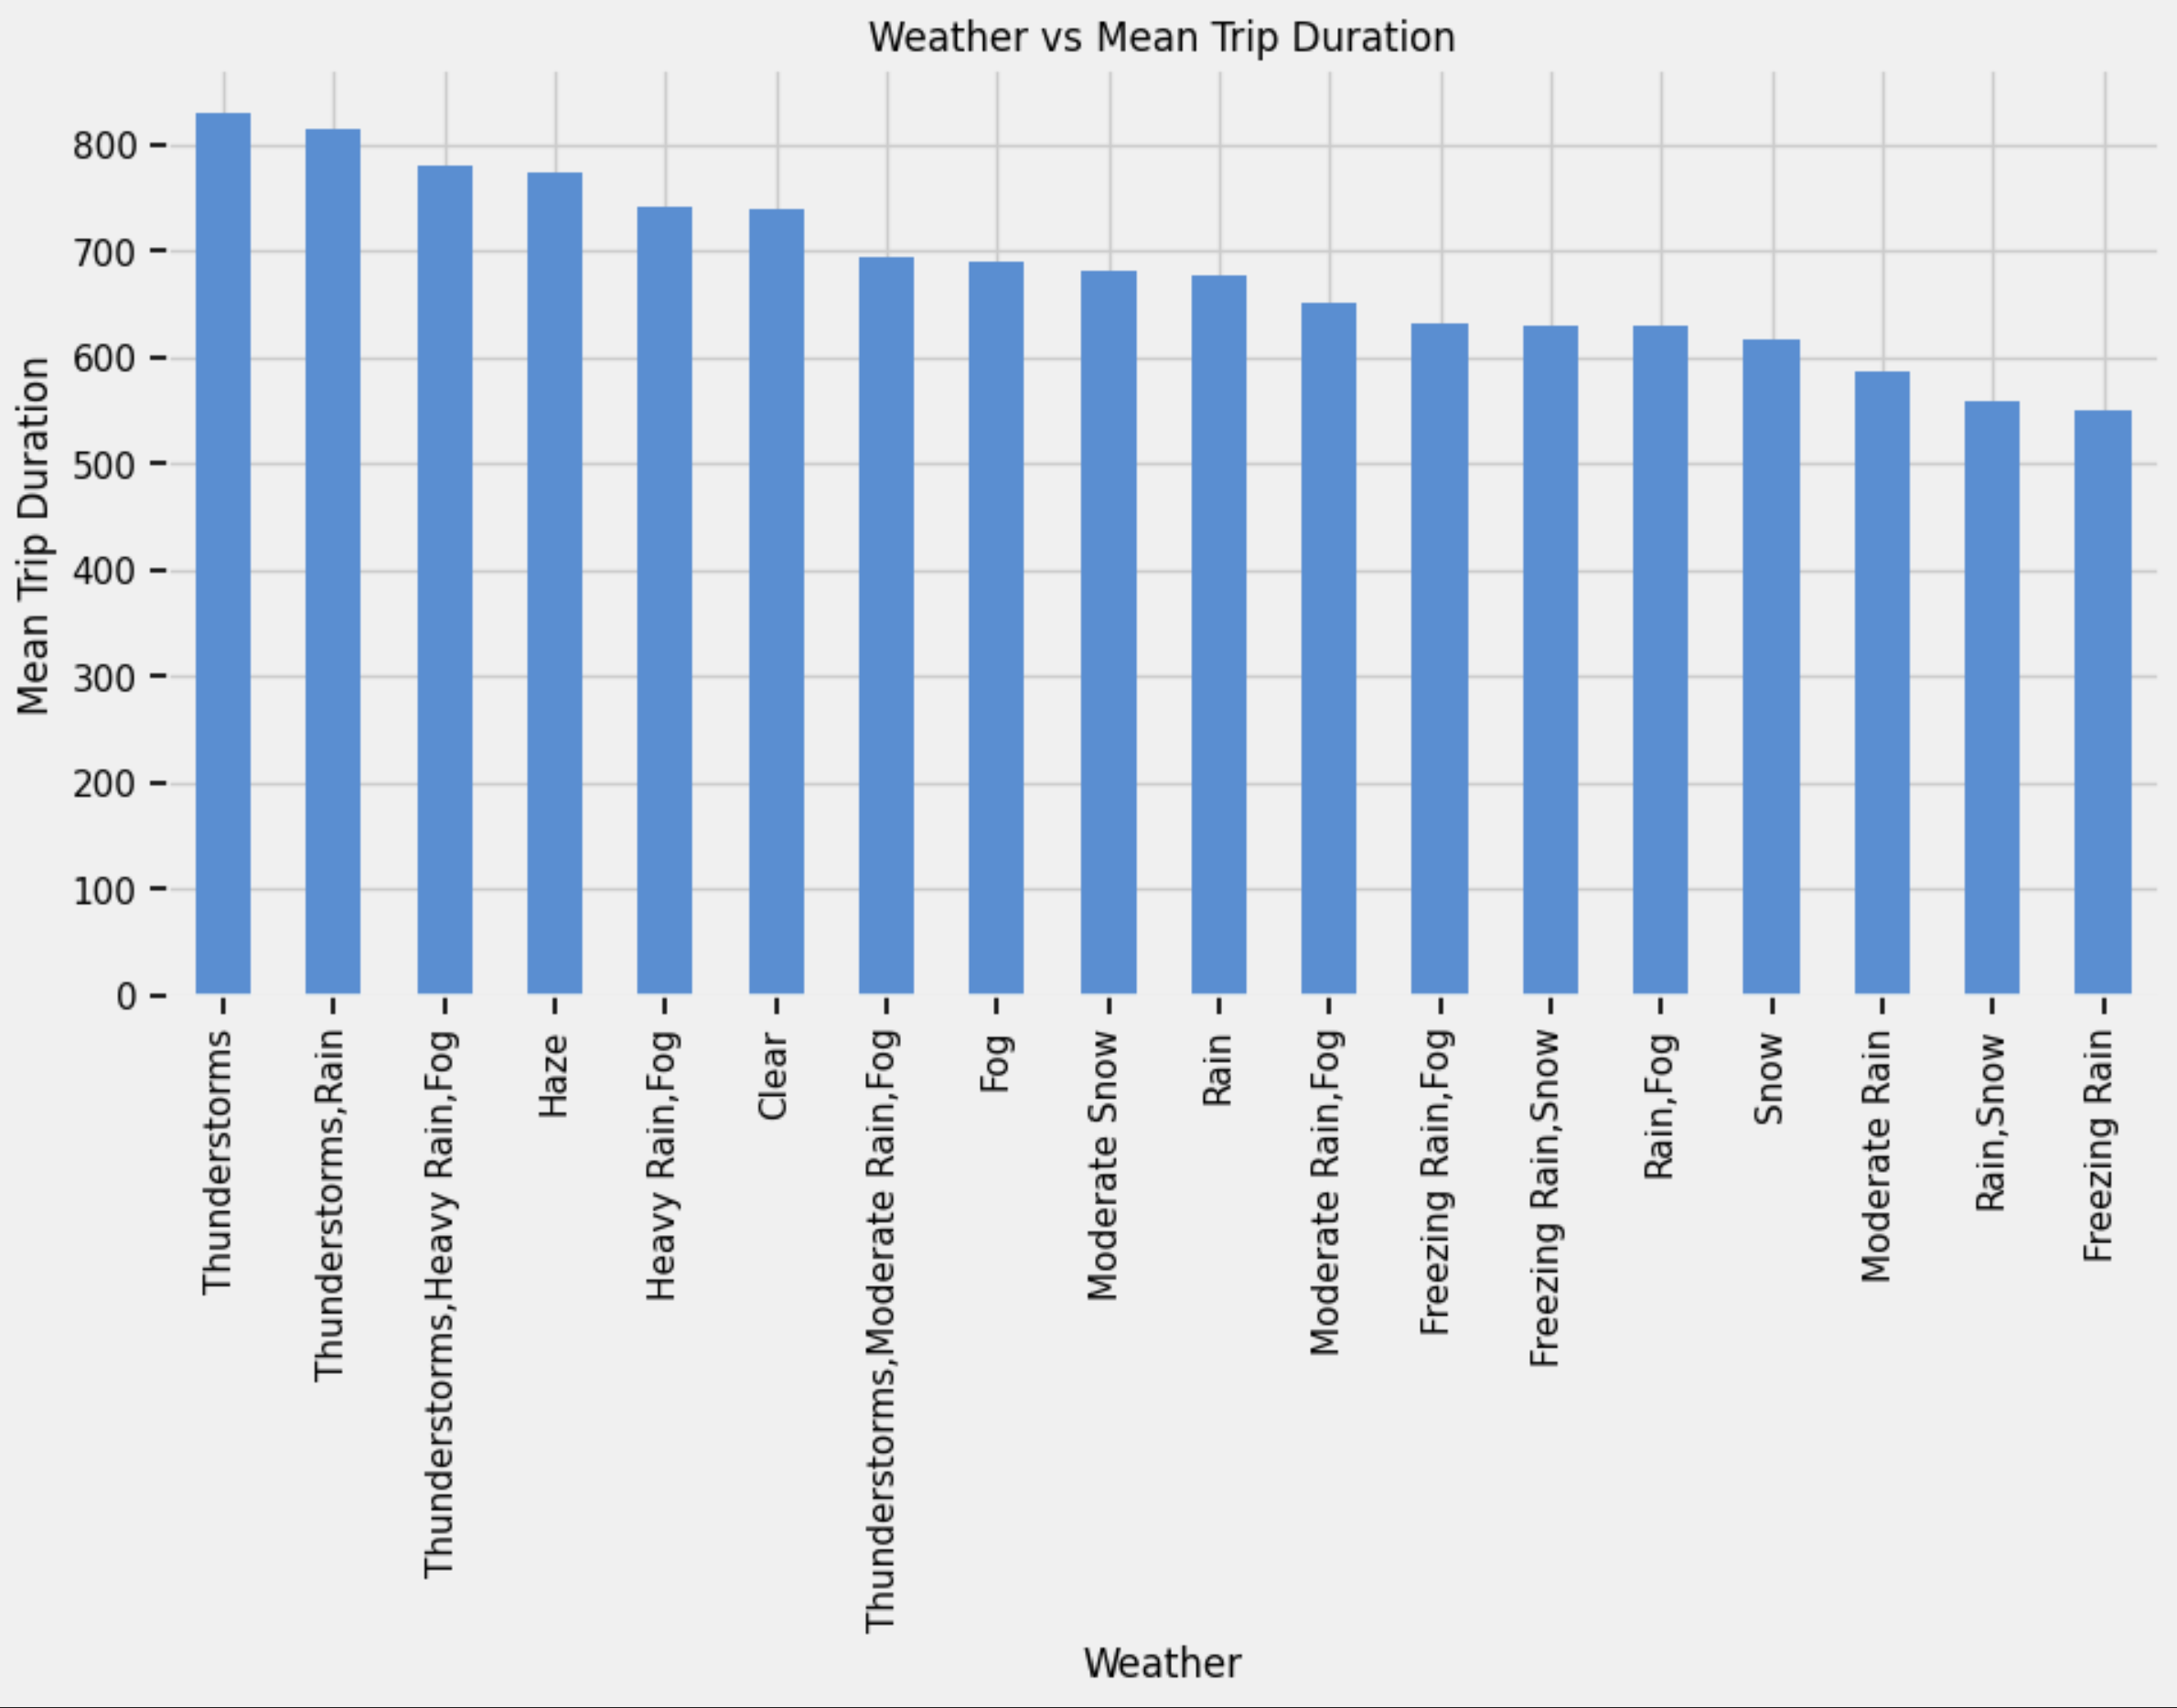 Weather vs Mean Trip Duration
Mean Trip Duration
800
700
600
500
400
300
200
100
0
Thunderstorms
Thunderstorms,Rain
Thunderstorms,Heavy Rain,Fog
Haze
Heavy Rain,Fog
Clear
Thunderstorms,Moderate Rain,Fog
Fog
Moderate Snow
Rain
Moderate Rain,Fog
Freezing Rain,Fog
Freezing Rain,Snow
Rain,Fog
Snow
Moderate Rain
Rain,Snow
Freezing Rain
Weather